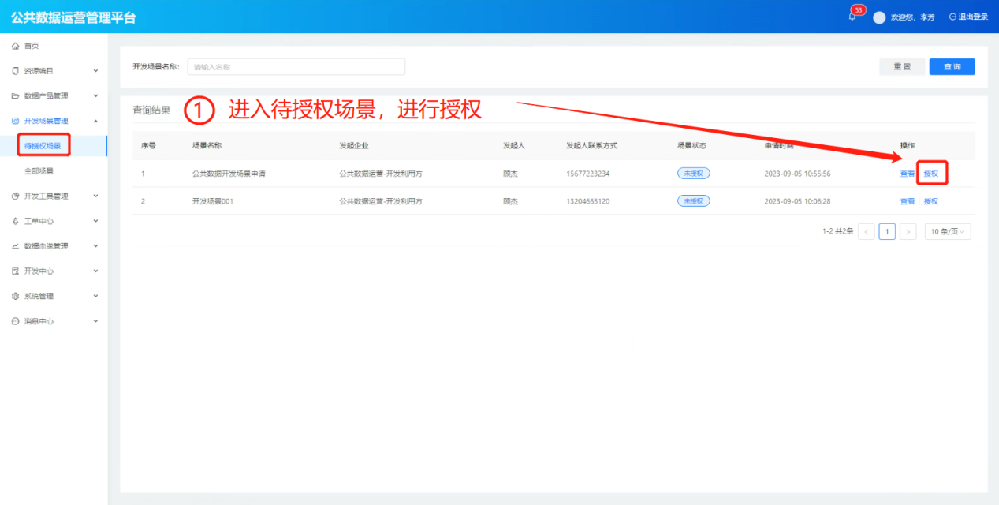 公共数据运营管理平台
53
欢迎您，李芳
退出登录
首页
资源编目
数据产品管理
开发场景管理
待授权场景
全部场景
开发工具管理
工单中心
数据血缘管理
开发中心
系统管理
消息中心
开发场景名称: 请输入名称 重 置 查 询
查询结果 ① 进入待授权场景，进行授权
序号 场景名称 发起企业 发起人 发起人联系方式 场景状态 申请时间 操作
1 公共数据开发场景申请 公共数据运营-开发利用方 顾杰 15677223234 未授权 2023-09-05 10:55:56 查看 授权
2 开发场景001 公共数据运营-开发利用方 顾杰 13204665120 未授权 2023-09-05 10:06:28 查看 授权
1-2 共2条 < 1 > 10 条/页